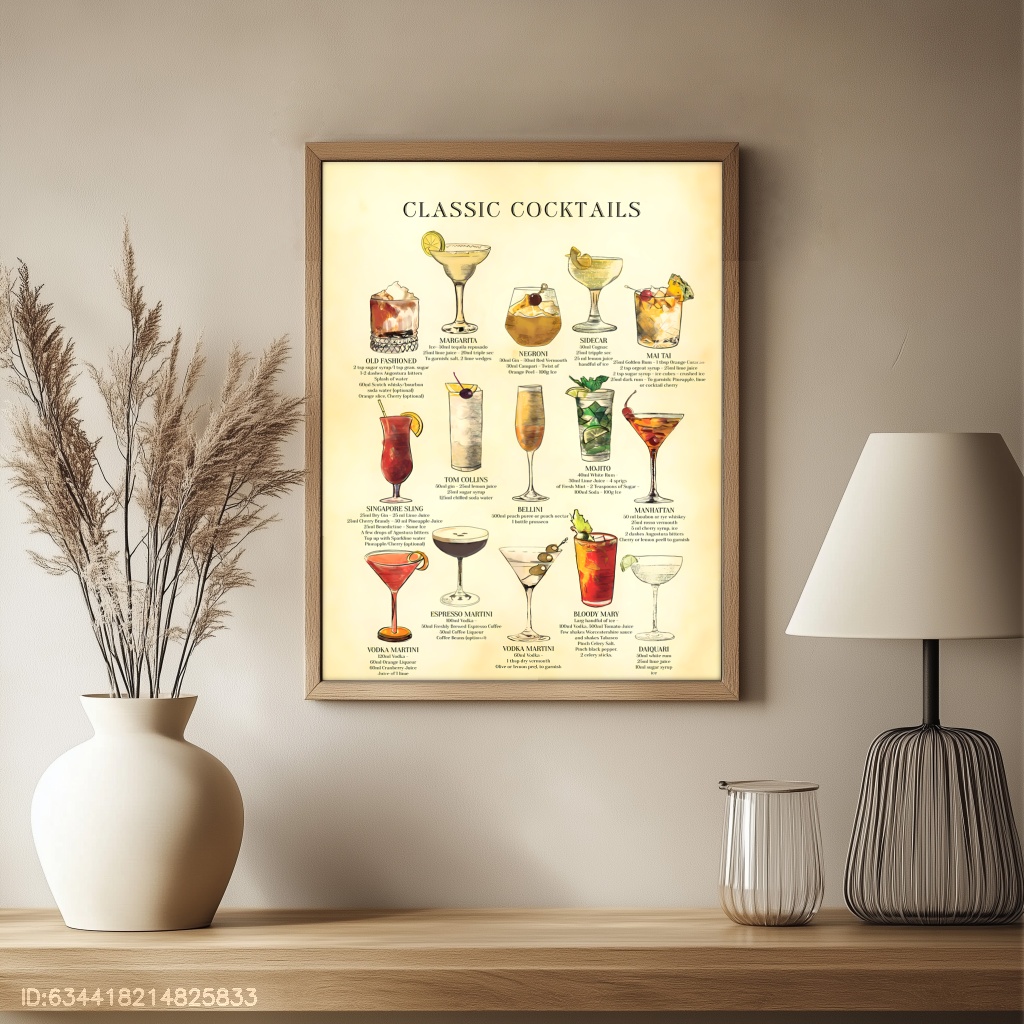 CLASSIC COCKTAILS
MARGARITA
Ice · 50ml tequila reposado
25ml lime juice · 20ml triple sec
To garnish salt, 2 lime wedges
SIDECAR
50ml Cognac
25ml tripple sec
25 ml lemon juice
handful of ice
OLD FASHIONED
2 tsp sugar syrup/1 tsp gran. sugar
1-2 dashes Angostura bitters
Splash of water
60ml Scotch whisky/bourbon
soda water (optional)
Orange slice, Cherry (optional)
NEGRONI
30ml Gin · 30ml Red Vermouth
30ml Campari · Twist of
Orange Peel · 100g Ice
MAI TAI
25ml Golden Rum · 1 tbsp Orange
2 tsp orgeat syrup · 25ml lime juice
2 tsp sugar syrup · ice cubes · crushed ice
25ml dark rum · To garnish: Pineapple, lime
or cocktail cherry
TOM COLLINS
50ml gin · 25ml lemon juice
25ml sugar syrup
125ml chilled soda water
MOJITO
40ml White Rum ·
30ml Lime Juice · 4 sprigs
of Fresh Mint · 2 Teaspoons of Sugar ·
100ml Soda · 100g Ice
SINGAPORE SLING
25ml Dry Gin · 25 ml Lime Juice
25ml Cherry Brandy · 50 ml Pineapple Juice
25ml Benedictine · Some Ice
A few drops of Agostura bitters
Top up with Sparkline water
Pineapple/Cherry (optional)
BELLINI
500ml peach puree or peach nectar
1 bottle prosecco
MANHATTAN
50 ml bourbon or rye whiskey
25ml rosso vermouth
5 ml cherry syrup, ice
2 dashes Angostura bitters
Cherry or lemon peell to garnish
ESPRESSO MARTINI
100ml Vodka ·
50ml Freshly Brewed Espresso Coffee
50ml Coffee Liqueur
Coffee Beans (optional)
BLOODY MARY
Larg handful of ice ·
100ml Vodka, 500ml Tomato Juice
few shakes Worcestershire sauce
and shakes Tabasco
Pinch Celery Salt,
Pinch black pepper,
2 celery sticks.
VODKA MARTINI
120ml Vodka ·
60ml Orange Liqueur
60ml Cranberry Juice
Juice of 1 lime
VODKA MARTINI
60ml Vodka ·
1 tbsp dry vermouth
Olive or lemon peel, to garnish
DAIQUARI
50ml white rum
25ml lime juice
10ml sugar syrup
ice
ID:634418214825833